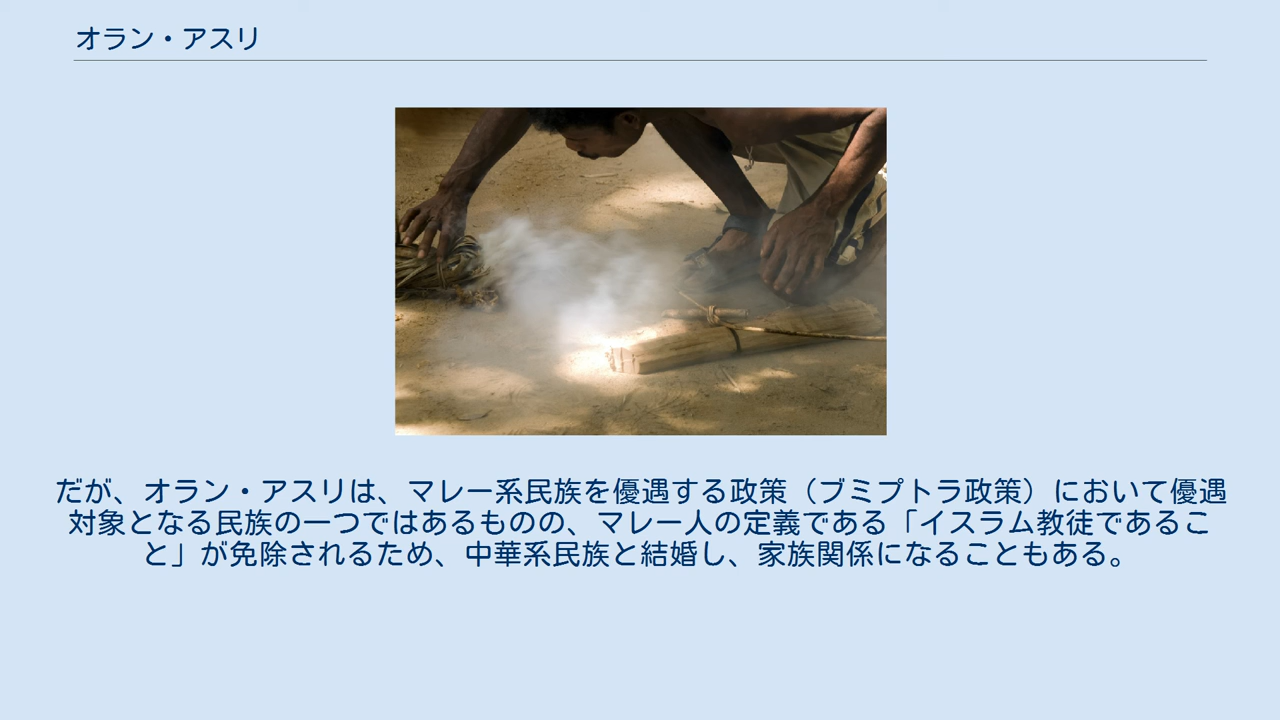 オラン・アスリ
だが、オラン・アスリは、マレー系民族を優遇する政策（ブミプトラ政策）において優遇
対象となる民族の一つではあるものの、マレー人の定義である「イスラム教徒であるこ
と」が免除されるため、中華系民族と結婚し、家族関係になることもある。